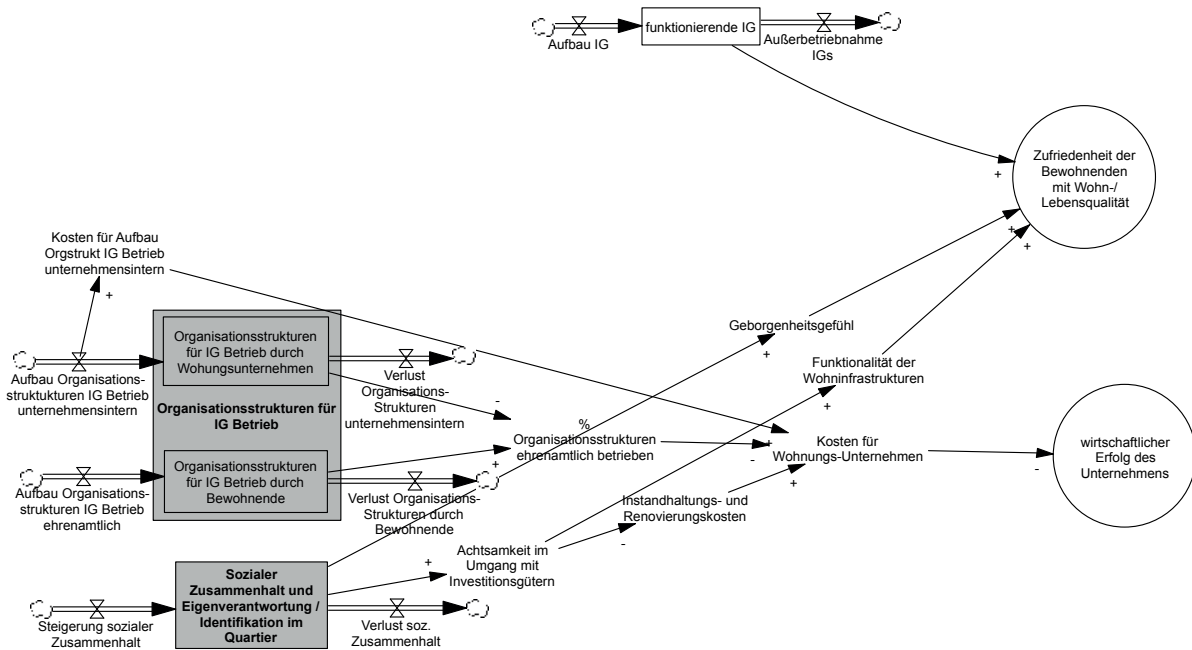 funktionierende IG
Aufbau IG
Außerbetriebnahme
IGs
Zufriedenheit der
Bewohnenden
mit Wohn-/
Lebensqualität
+
+
+
Kosten für Aufbau
Orgstrukt IG Betrieb
unternehmensintern
+
Organisationsstrukturen
für IG Betrieb durch
Wohungsunternehmen
Aufbau Organisations-
struktukturen IG Betrieb
unternehmensintern
Verlust
Organisations-
Strukturen
unternehmensintern
Organisationsstrukturen für
IG Betrieb
Geborgenheitsgefühl
+
Funktionalität der
Wohninfrastrukturen
+
-
%
Organisationsstrukturen
ehrenamtlich betrieben
+
+
-
Kosten für
Wohnungs-Unternehmen
+
-
wirtschaftlicher
Erfolg des
Unternehmens
Organisationsstrukturen
für IG Betrieb durch
Bewohnende
Aufbau Organisations-
strukturen IG Betrieb
ehrenamtlich
Verlust Organisations-
Strukturen durch
Bewohnende
Instandhaltungs- und
Renovierungskosten
-
Achtsamkeit im
Umgang mit
Investitionsgütern
+
Sozialer
Zusammenhalt und
Eigenverantwortung /
Identifikation im
Quartier
Steigerung sozialer
Zusammenhalt
Verlust soz.
Zusammenhalt